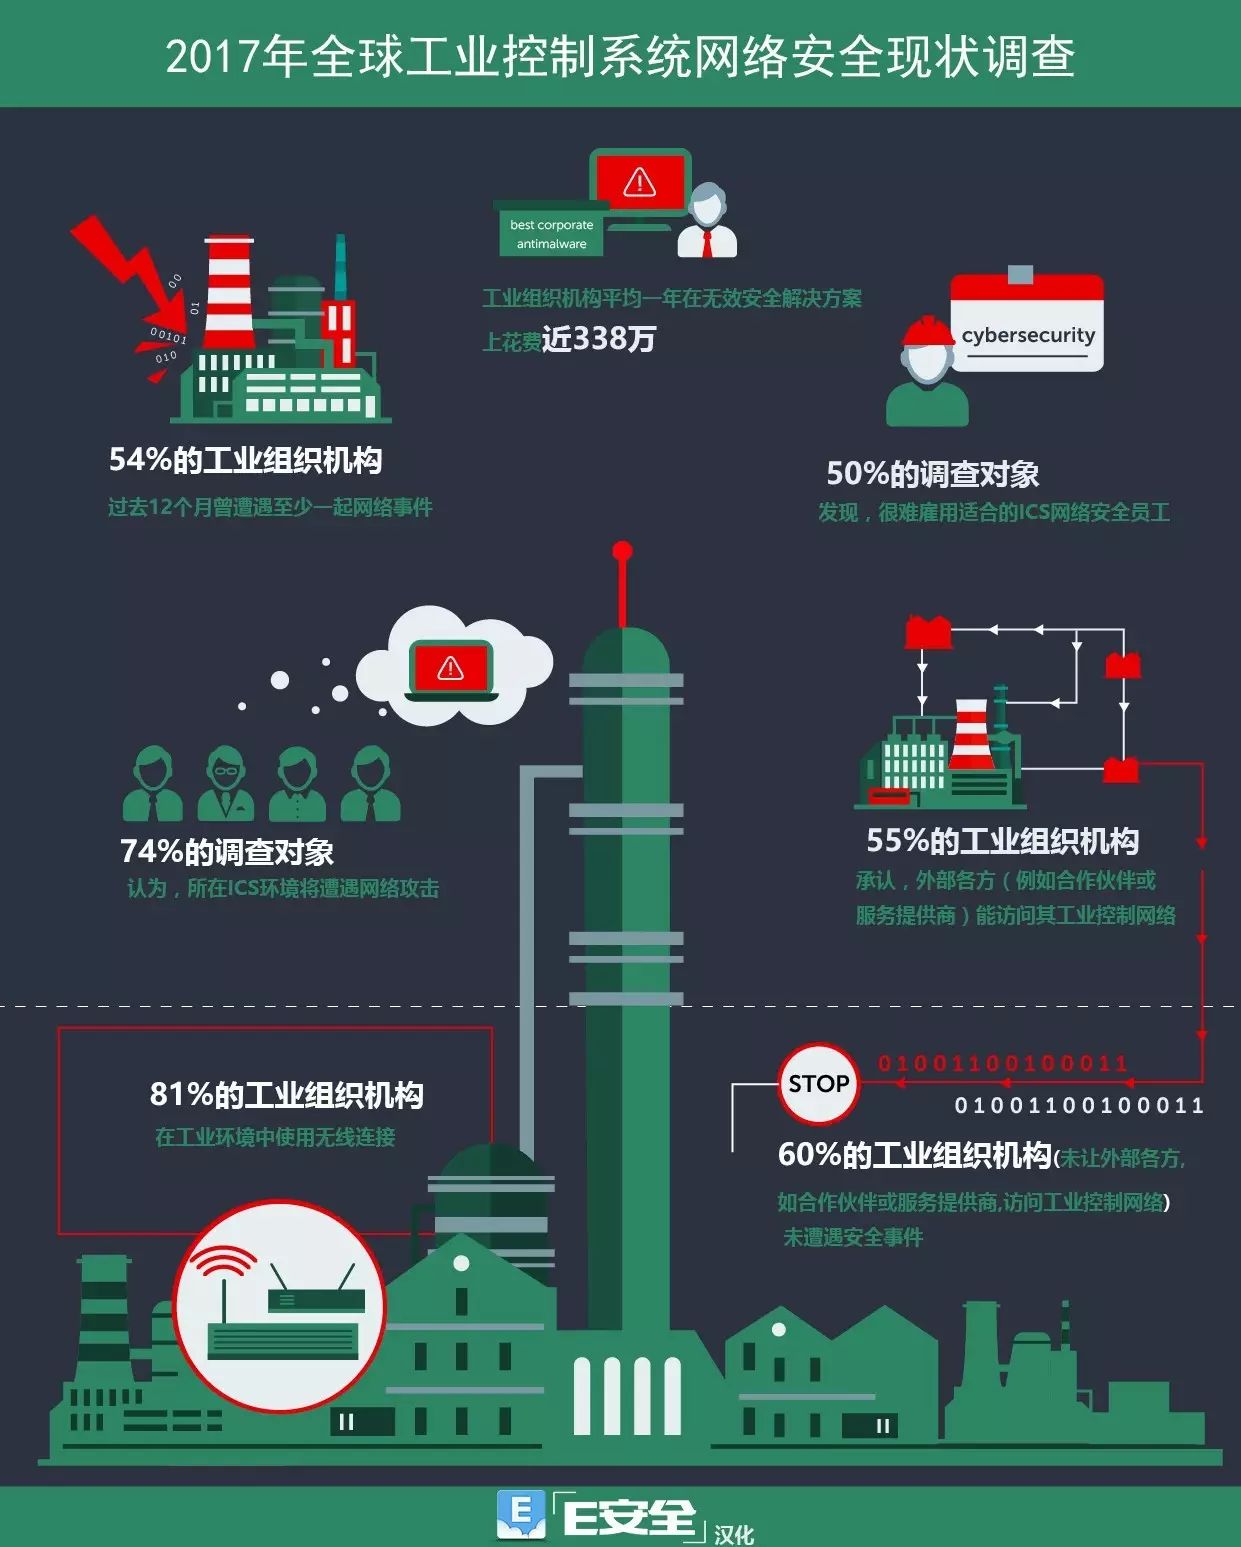 2017年全球工业控制系统网络安全现状调查
best corporate
antimalware
工业组织机构平均一年在无效安全解决方案
上花费近338万
cybersecurity
00
01
00101
010
54%的工业组织机构
过去12个月曾遭遇至少一起网络事件
50%的调查对象
发现，很难雇用适合的ICS网络安全员工
74%的调查对象
认为，所在ICS环境将遭遇网络攻击
55%的工业组织机构
承认，外部各方（例如合作伙伴或
服务提供商）能访问其工业控制网络
81%的工业组织机构
在工业环境中使用无线连接
STOP
01001100100011
01001100100011
60%的工业组织机构(未让外部各方,
如合作伙伴或服务提供商,访问工业控制网络)
未遭遇安全事件
E「E安全」汉化